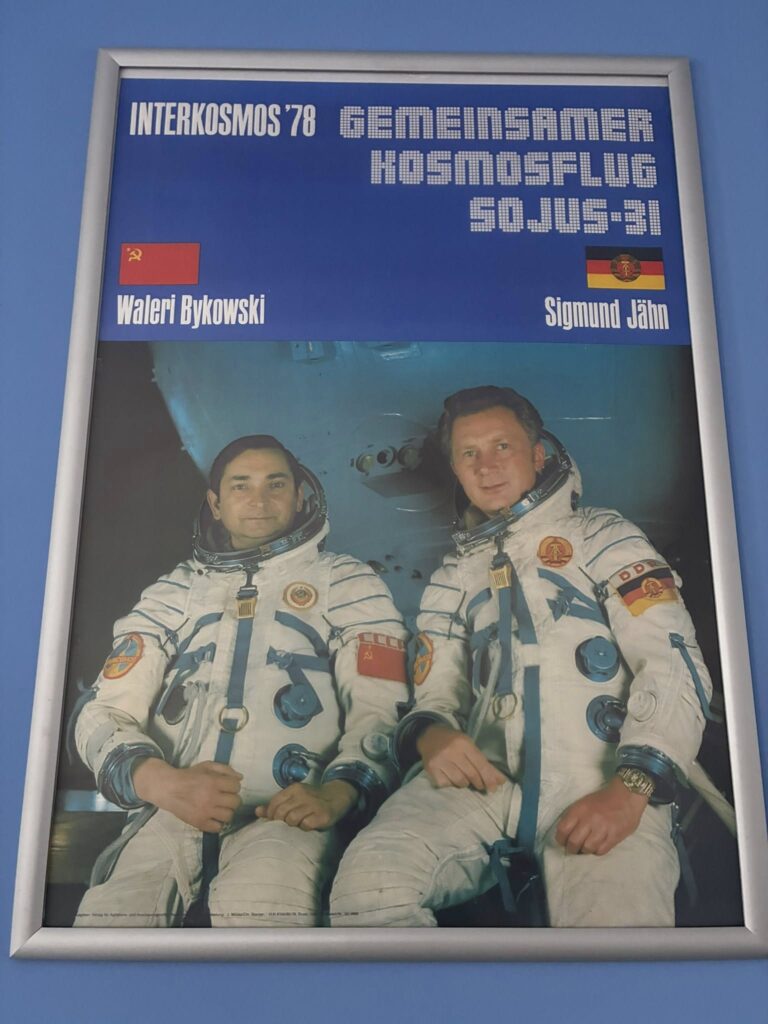 INTERKOSMOS '78
GEMEINSAMER
KOSMOSFLUG
SOJUS-31
Waleri Bykowski
Sigmund Jähn
DDR
CCCP